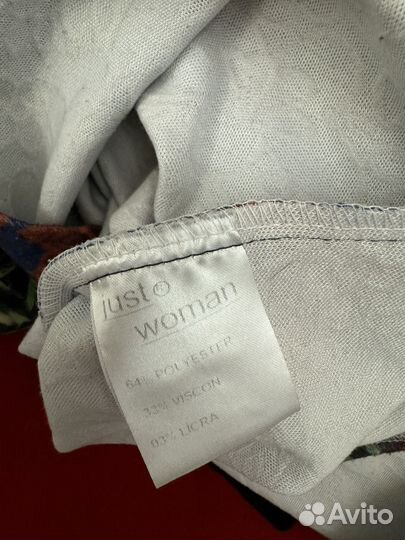 just®
woman
64% POLYESTER
33% VISCON
03% LICRA
Avito